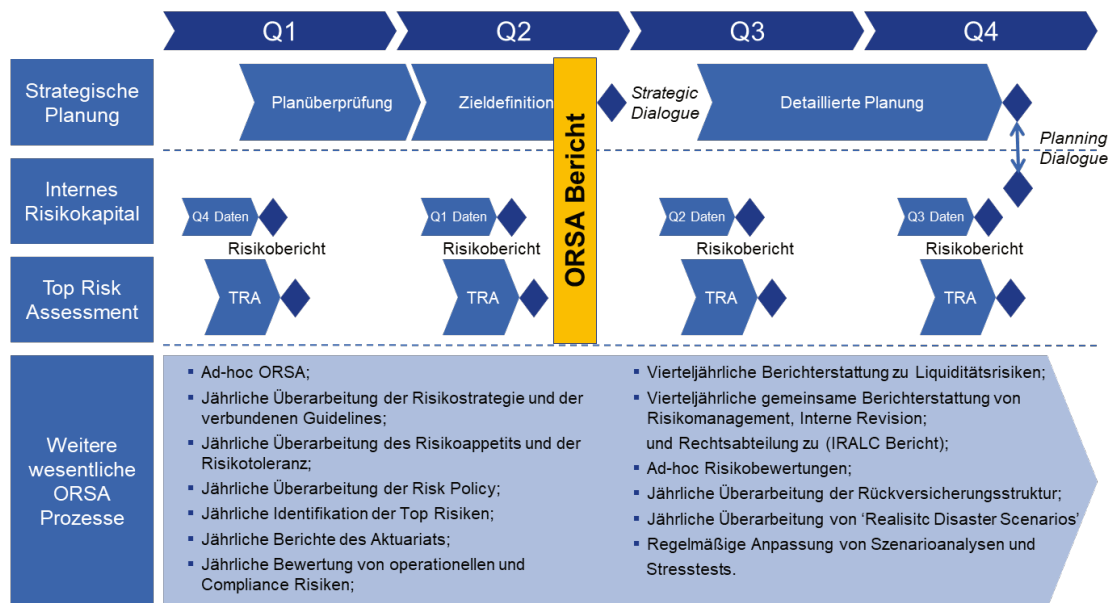 Q1
Q2
Q3
Q4
Strategische
Planung
Planüberprüfung
Zieldefinition
Strategic
Dialogue
Detaillierte Planung
Planning
Dialogue
ORSA Bericht
Internes
Risikokapital
Q4 Daten
Risikobericht
Q1 Daten
Risikobericht
Q2 Daten
Risikobericht
Q3 Daten
Risikobericht
Top Risk
Assessment
TRA
TRA
TRA
TRA
Weitere
wesentliche
ORSA
Prozesse
▪ Ad-hoc ORSA;
▪ Jährliche Überarbeitung der Risikostrategie und der
verbundenen Guidelines;
▪ Jährliche Überarbeitung des Risikoappetits und der
Risikotoleranz;
▪ Jährliche Überarbeitung der Risk Policy;
▪ Jährliche Identifikation der Top Risiken;
▪ Jährliche Berichte des Aktuariats;
▪ Jährliche Bewertung von operationellen und
Compliance Risiken;
▪ Vierteljährliche Berichterstattung zu Liquiditätsrisiken;
▪ Vierteljährliche gemeinsame Berichterstattung von
Risikomanagement, Interne Revision;
und Rechtsabteilung zu (IRALC Bericht);
▪ Ad-hoc Risikobewertungen;
▪ Jährliche Überarbeitung der Rückversicherungsstruktur;
▪ Jährliche Überarbeitung von ‘Realisitc Disaster Scenarios’
▪ Regelmäßige Anpassung von Szenarioanalysen und
Stresstests.